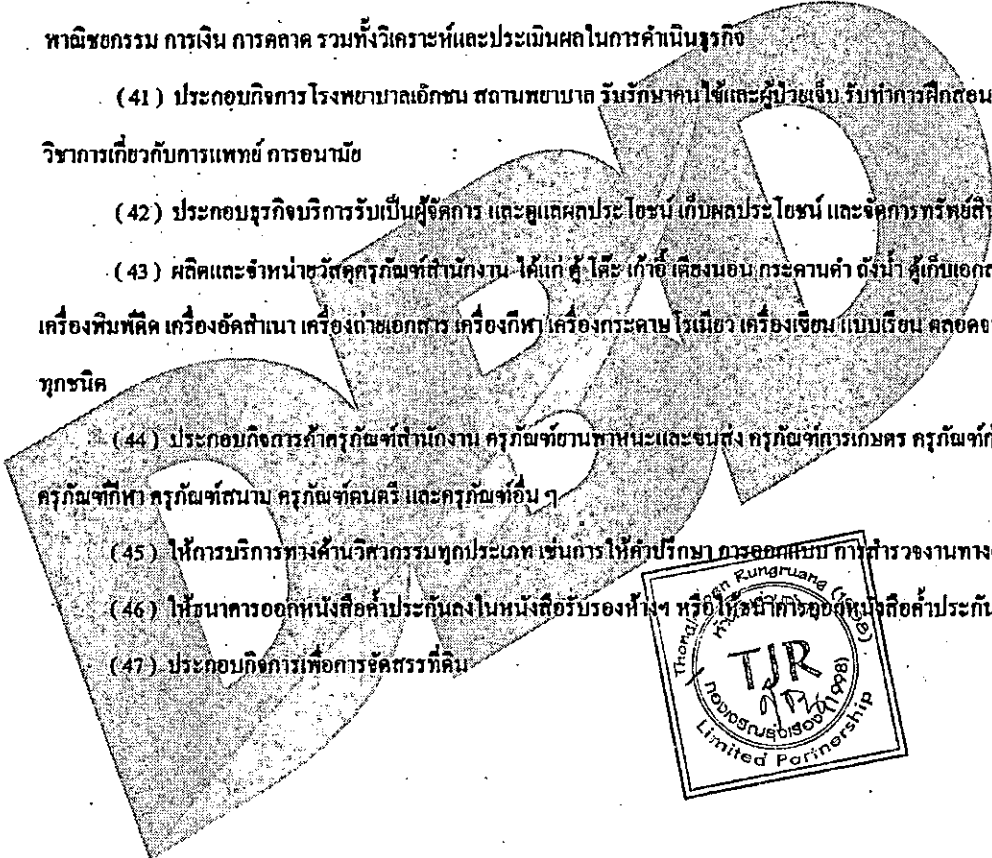 พาณิชยกรรม การเงิน การตลาด รวมทั้งวิเคราะห์และประเมินผลในการดำเนินธุรกิจ
(41) ประกอบกิจการโรงพยาบาลเอกชน สถานพยาบาล รับรักษาคนไข้และผู้ป่วยเจ็บ รับทำการฝึกสอน
วิชาการเกี่ยวกับการแพทย์ การอนามัย
(42) ประกอบธุรกิจบริการรับเป็นผู้จัดการ และดูแลผลประโยชน์ เก็บผลประโยชน์ และจัดการทรัพย์สิ
(43) ผลิตและจำหน่ายวัสดุครุภัณฑ์สำนักงาน ได้แก่ ตู้ โต๊ะ เก้าอี้ เตียงนอน กระดานดำ ถังน้ำ ตู้เก็บเอกส
เครื่องพิมพ์ดีด เครื่องอัดสำเนา เครื่องถ่ายเอกสาร เครื่องกีฬา เครื่องกระดาษโรเนียว เครื่องเขียน แบบเรียน ตลอดจ
ทุกชนิด
(44) ประกอบกิจการค้าครุภัณฑ์สำนักงาน ครุภัณฑ์ยานพาหนะและขนส่ง ครุภัณฑ์การเกษตร ครุภัณฑ์ก
ครุภัณฑ์กีฬา ครุภัณฑ์สนาม ครุภัณฑ์ดนตรี และครุภัณฑ์อื่น ๆ
(45) ให้การบริการทางด้านวิศวกรรมทุกประเภท เช่นการให้คำปรึกษา การออกแบบ การสำรวจงานทาง
(46) ให้ธนาคารออกหนังสือค้ำประกันลงในหนังสือรับรองห้างฯ หรือให้ธนาคารออกหนังสือค้ำประกัน
(47) ประกอบกิจการเพื่อการจัดสรรที่ดิน
DBD
Rungruang (1998)
TJR
ทองเจริญรุ่งเรือง (1998)
Limited Partnership